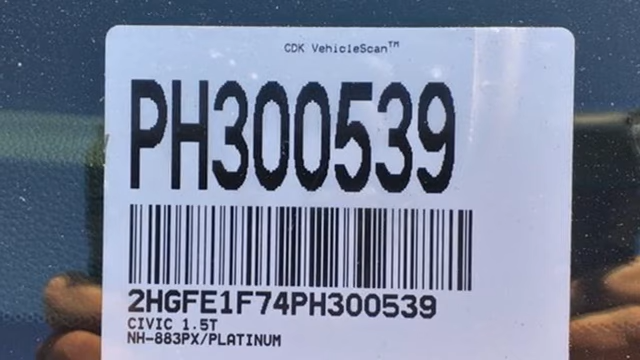 CDK VehicleScan™
PH300539
2HGFE1F74PH300539
CIVIC 1.5T
NH-883PX/PLATINUM